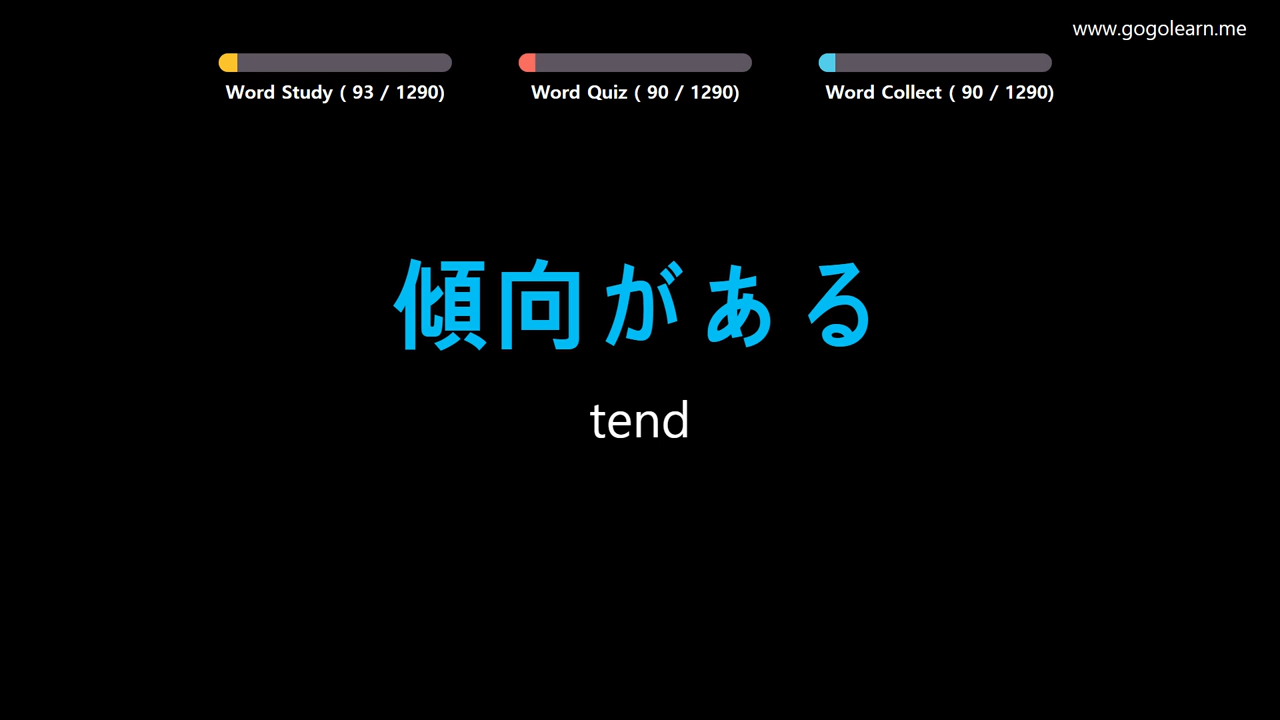 www.gogolearn.me
Word Study ( 93 / 1290)
Word Quiz ( 90 / 1290)
Word Collect ( 90 / 1290)
傾向がある
tend